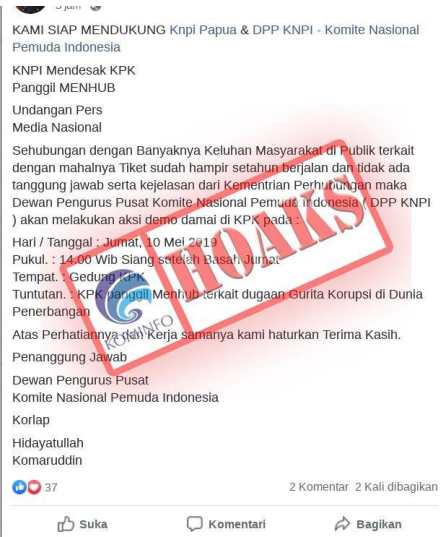 5 jam
KAMI SIAP MENDUKUNG Knpi Papua & DPP KNPI - Komite Nasional
Pemuda Indonesia
KNPI Mendesak KPK
Panggil MENHUB
Undangan Pers
Media Nasional
Sehubungan dengan Banyaknya Keluhan Masyarakat di Publik terkait
dengan mahalnya Tiket sudah hampir setahun berjalan dan tidak ada
tanggung jawab serta kejelasan dari Kementrian Perhubungan maka
Dewan Pengurus Pusat Komite Nasional Pemuda Indonesia ( DPP KNPI
) akan melakukan aksi demo damai di KPK pada :
Hari / Tanggal : Jumat, 10 Mei 2019
Pukul. : 14.00 Wib Siang setelah Basah Jumat
Tempat. : Gedung KPK
Tuntutan. : KPK panggil Menhub terkait dugaan Gurita Korupsi di Dunia
Penerbangan
Atas Perhatiannya dan Kerja samanya kami haturkan Terima Kasih.
Penanggung Jawab
Dewan Pengurus Pusat
Komite Nasional Pemuda Indonesia
Korlap
Hidayatullah
Komaruddin
HOAKS
KOMINFO
37
2 Komentar 2 Kali dibagikan
Suka Komentari Bagikan